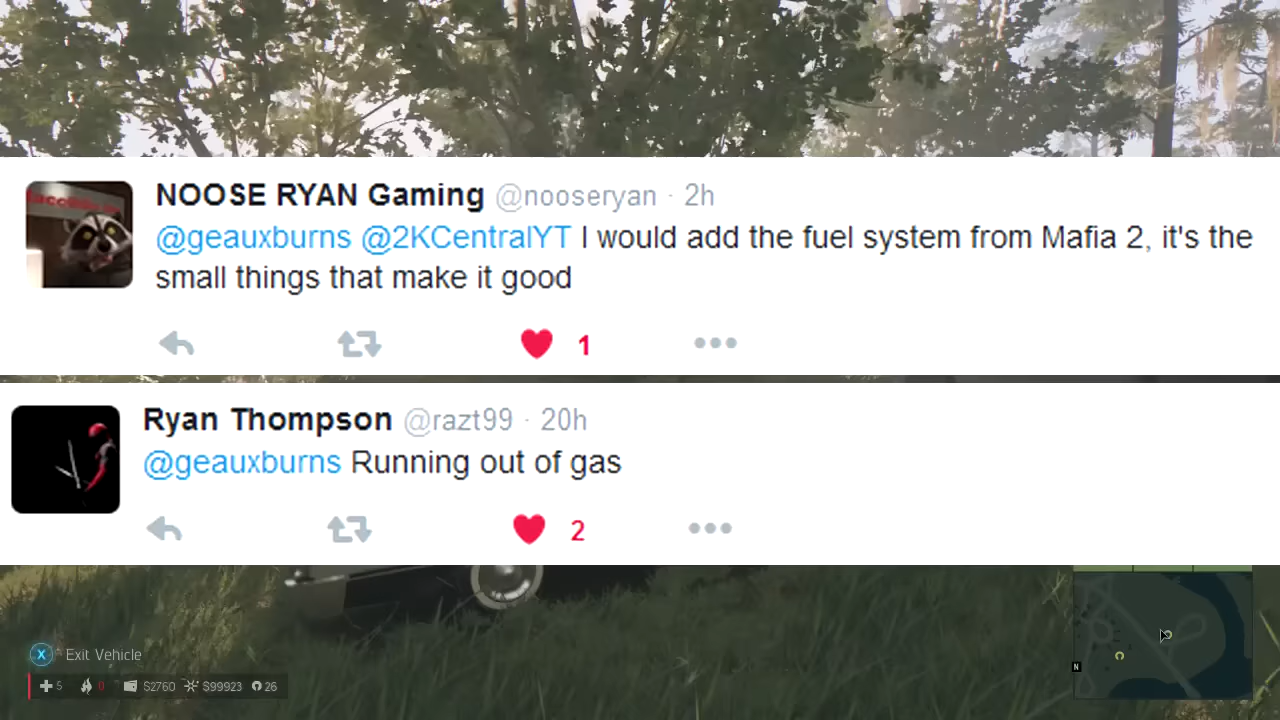 NOOSE RYAN Gaming @nooseryan · 2h
@geauxburns @2KCentralYT I would add the fuel system from Mafia 2, it's the
small things that make it good
1
Ryan Thompson @razt99 · 20h
@geauxburns Running out of gas
2
X Exit Vehicle
5 0 $2760 $99923 26
N